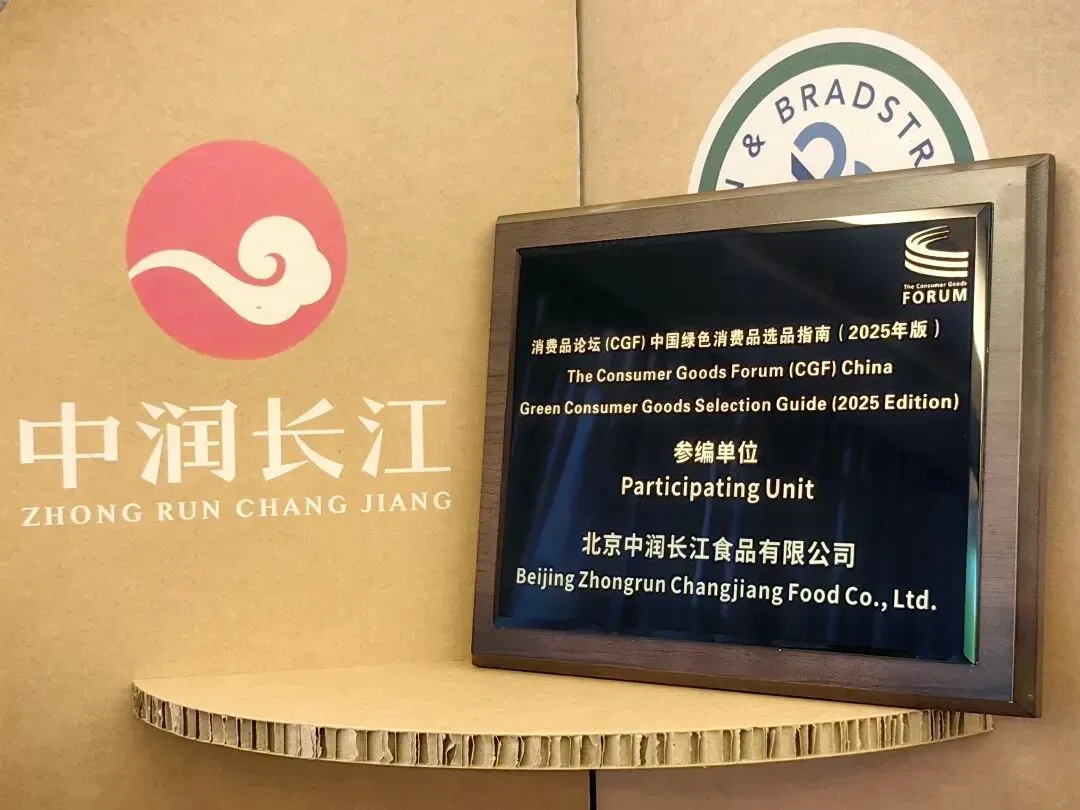 中润长江
ZHONG RUN CHANG JIANG
& BRADSTR
The Consumer Goods
FORUM
消费品论坛 (CGF) 中国绿色消费品选品指南（2025年版）
The Consumer Goods Forum (CGF) China
Green Consumer Goods Selection Guide (2025 Edition)
参编单位
Participating Unit
北京中润长江食品有限公司
Beijing Zhongrun Changjiang Food Co., Ltd.